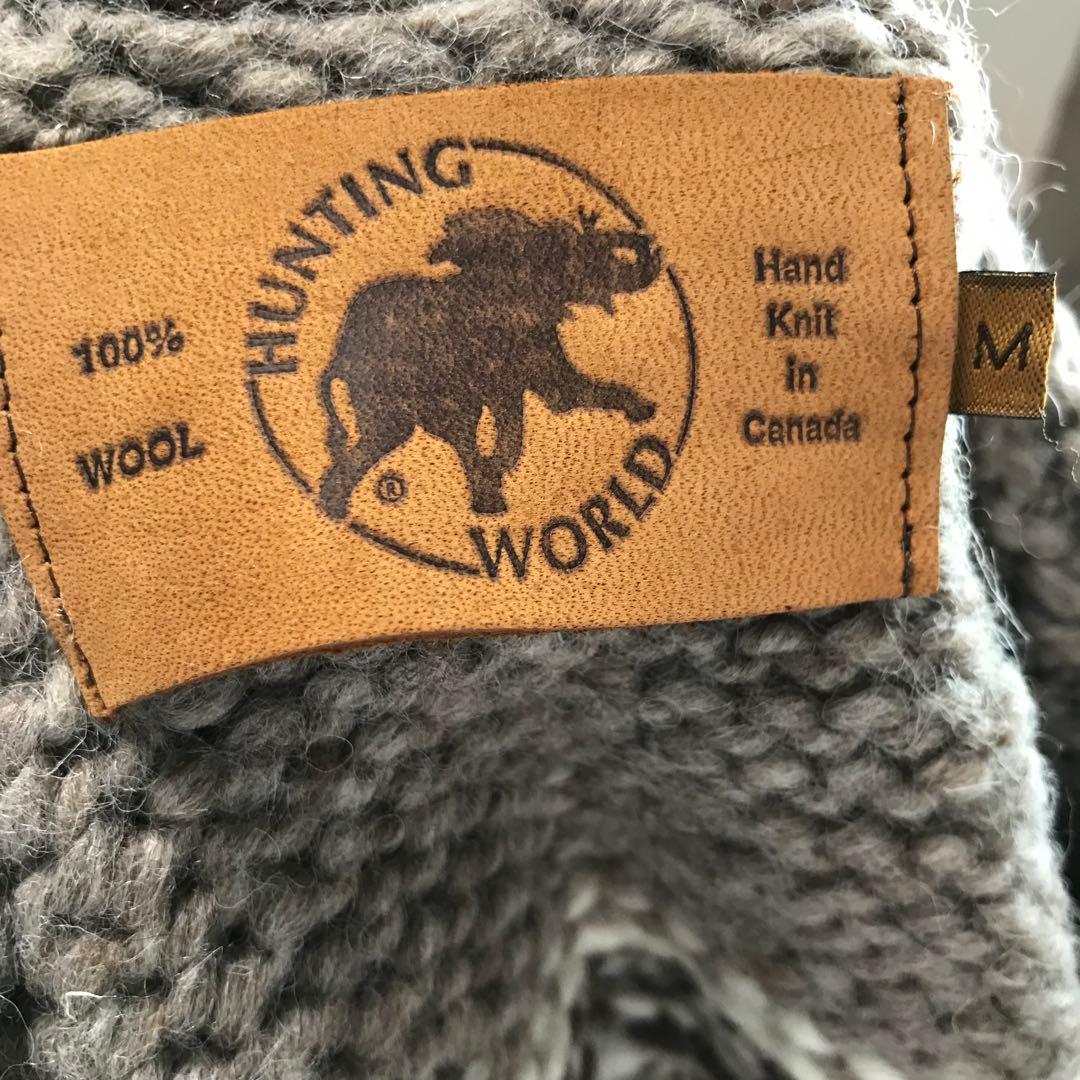 100%
WOOL
HUNTING
WORLD
®
Hand
Knit
in
Canada
M